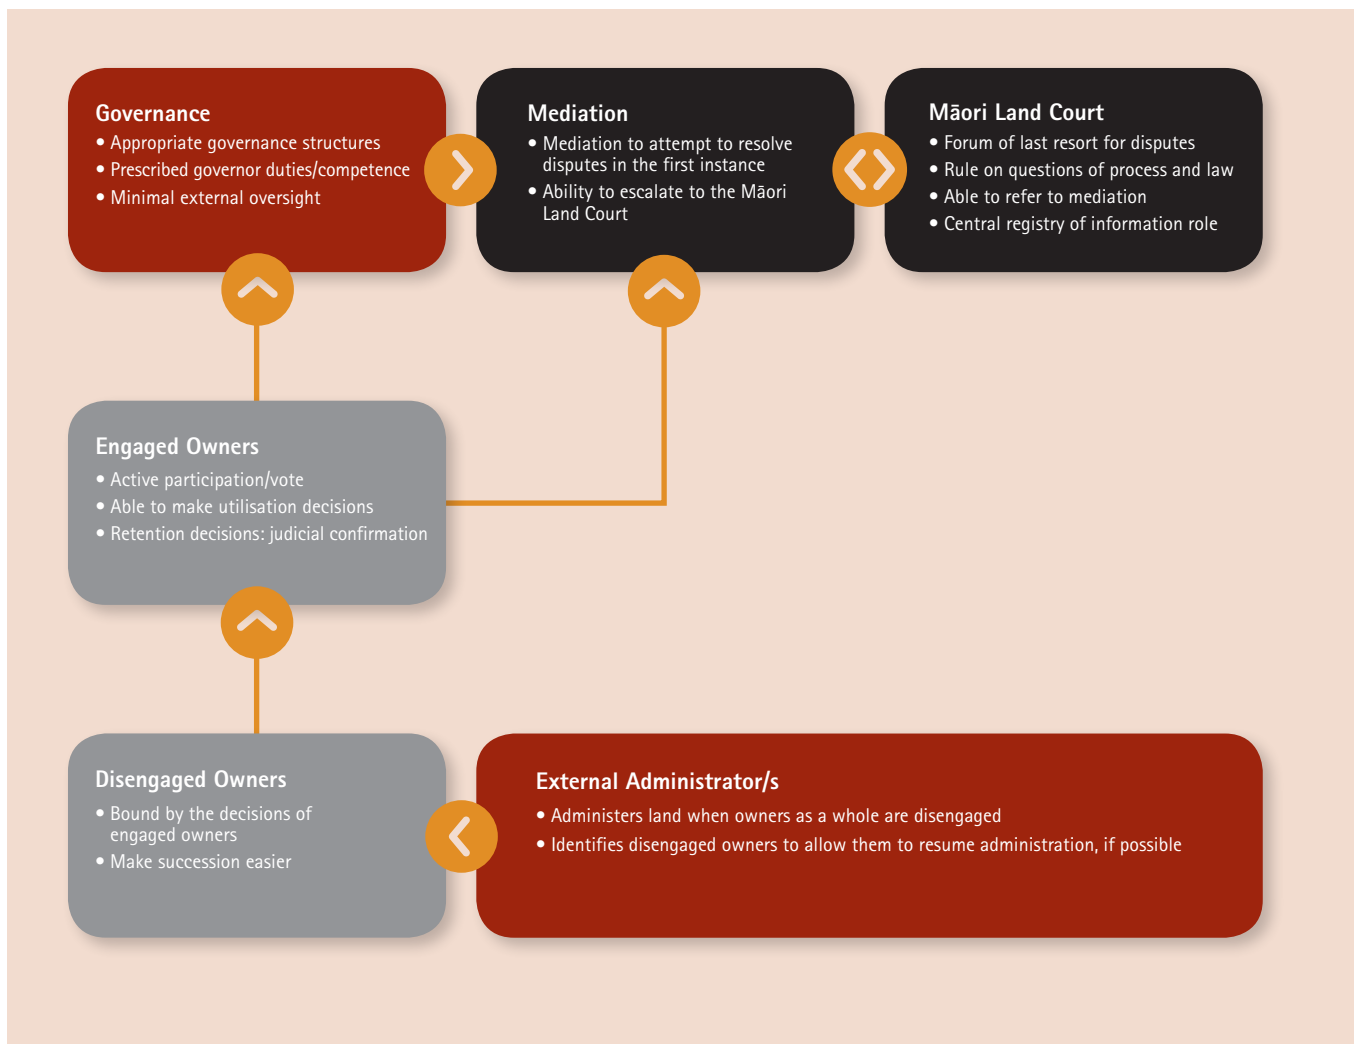 Governance
• Appropriate governance structures
• Prescribed governor duties/competence
• Minimal external oversight
Mediation
• Mediation to attempt to resolve
disputes in the first instance
• Ability to escalate to the Māori
Land Court
Māori Land Court
• Forum of last resort for disputes
• Rule on questions of process and law
• Able to refer to mediation
• Central registry of information role
Engaged Owners
• Active participation/vote
• Able to make utilisation decisions
• Retention decisions: judicial confirmation
Disengaged Owners
• Bound by the decisions of
engaged owners
• Make succession easier
External Administrator/s
• Administers land when owners as a whole are disengaged
• Identifies disengaged owners to allow them to resume administration, if possible